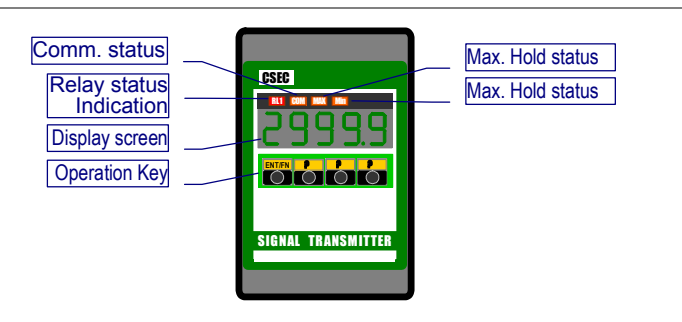 Comm. status
Relay status
Indication
Display screen
Operation Key
Max. Hold status
Max. Hold status
CSEC
RL1 COM MAX Min
2999.9
ENT/FN P P P
SIGNAL TRANSMITTER